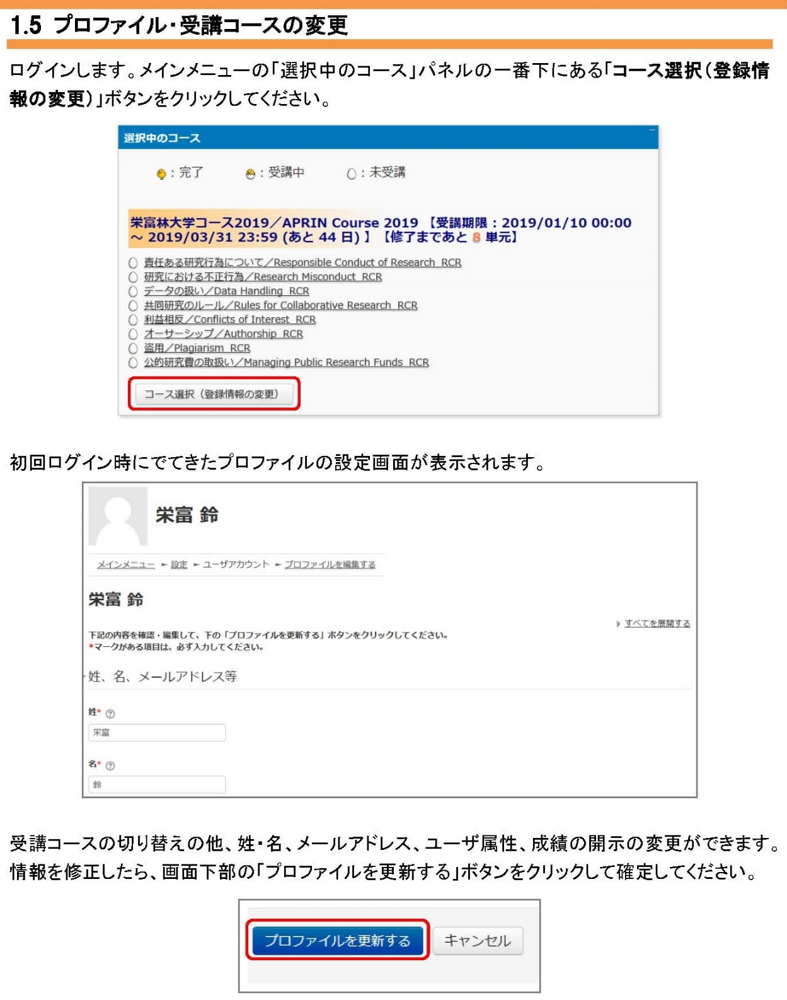 1.5 プロファイル・受講コースの変更
ログインします。メインメニューの「選択中のコース」パネルの一番下にある「コース選択（登録情
報の変更）」ボタンをクリックしてください。
選択中のコース
：完了 ：受講中 ：未受講
栄富林大学コース2019／APRIN Course 2019 【受講期限：2019/01/10 00:00
～ 2019/03/31 23:59 (あと 44 日) 】【修了まであと 8 単元】
責任ある研究行為について／Responsible Conduct of Research_RCR
研究における不正行為／Research Misconduct_RCR
データの扱い／Data Handling_RCR
共同研究のルール／Rules for Collaborative Research_RCR
利益相反／Conflicts of Interest_RCR
オーサーシップ／Authorship_RCR
盗用／Plagiarism_RCR
公的研究費の取扱い／Managing Public Research Funds_RCR
コース選択（登録情報の変更）
初回ログイン時にでてきたプロファイルの設定画面が表示されます。
栄富 鈴
メインメニュー ► 設定 ► ユーザアカウント ► プロファイルを編集する
栄富 鈴
すべてを展開する
下記の内容を確認・編集して、下の「プロファイルを更新する」ボタンをクリックしてください。
*マークがある項目は、必ず入力してください。
姓、名、メールアドレス等
姓*
栄富
名*
鈴
受講コースの切り替えの他、姓・名、メールアドレス、ユーザ属性、成績の開示の変更ができます。
情報を修正したら、画面下部の「プロファイルを更新する」ボタンをクリックして確定してください。
プロファイルを更新する キャンセル